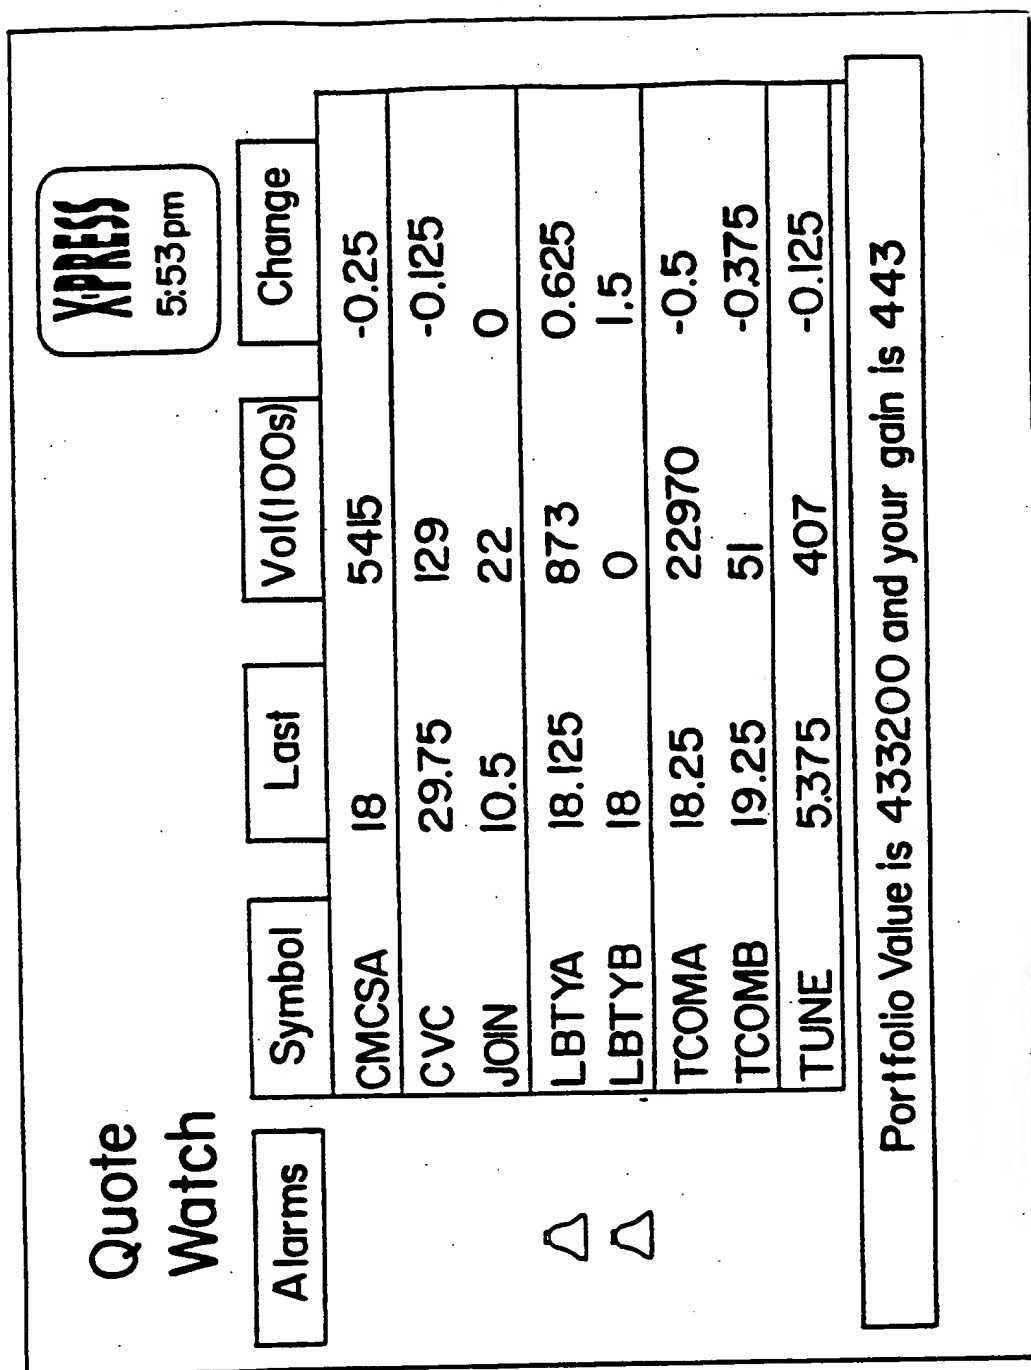 Quote
Watch
X·PRESS
5:53pm
Alarms Symbol Last Vol(100s) Change
CMCSA 18 5415 -0.25
CVC 29.75 129 -0.125
JOIN 10.5 22 0
LBTYA 18.125 873 0.625
LBTYB 18 0 1.5
TCOMA 18.25 22970 -0.5
TCOMB 19.25 51 -0.375
TUNE 5.375 407 -0.125
Portfolio Value is 433200 and your gain is 443